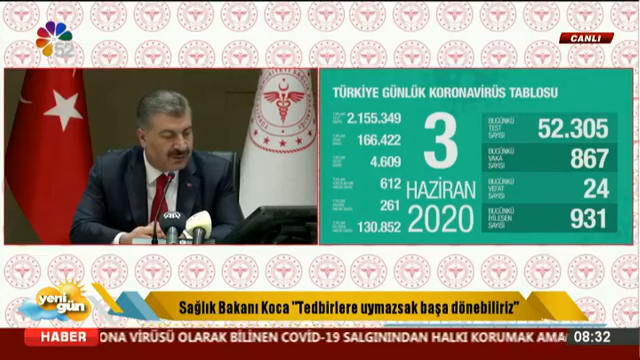 52
CANLI
TÜRKİYE GÜNLÜK KORONAVİRÜS TABLOSU
2.155.349
166.422
4.609
612
261
130.852
3
HAZİRAN
2020
BUGÜNKÜ
TEST
SAYISI
52.305
BUGÜNKÜ
VAKA
SAYISI
867
BUGÜNKÜ
VEFAT
SAYISI
24
BUGÜNKÜ
İYİLEŞEN
SAYISI
931
yeni
gün
Sağlık Bakanı Koca "Tedbirlere uymazsak başa dönebiliriz"
HABER
ONA VİRÜSÜ OLARAK BİLİNEN COVİD-19 SALGININDAN HALKI KORUMAK AMA
08:32